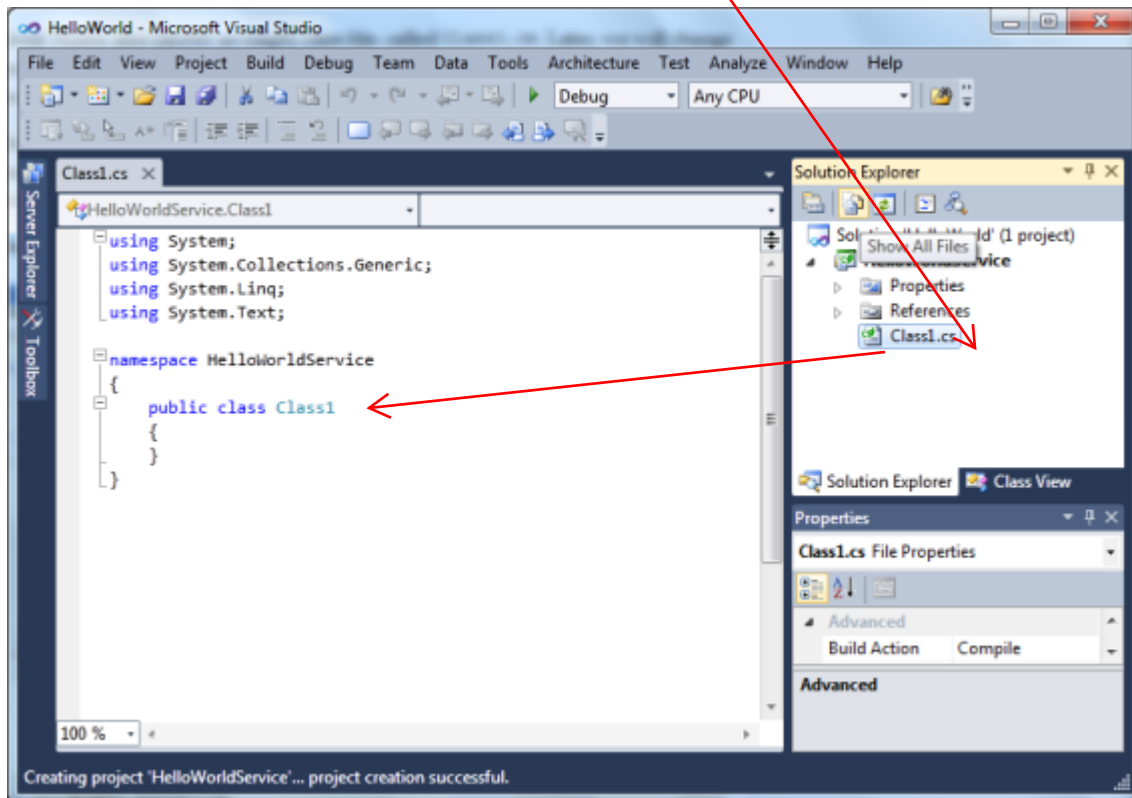 HelloWorld - Microsoft Visual Studio
File Edit View Project Build Debug Team Data Tools Architecture Test Analyze Window Help
Debug Any CPU
Server Explorer
Toolbox
Class1.cs
HelloWorldService.Class1
using System;
using System.Collections.Generic;
using System.Linq;
using System.Text;
namespace HelloWorldService
{
public class Class1
{
}
}
100 %
Solution Explorer
(1 project)
Show All Files
Properties
References
Class1.cs
Solution Explorer Class View
Properties
Class1.cs File Properties
Advanced
Build Action Compile
Advanced
Creating project 'HelloWorldService'... project creation successful.